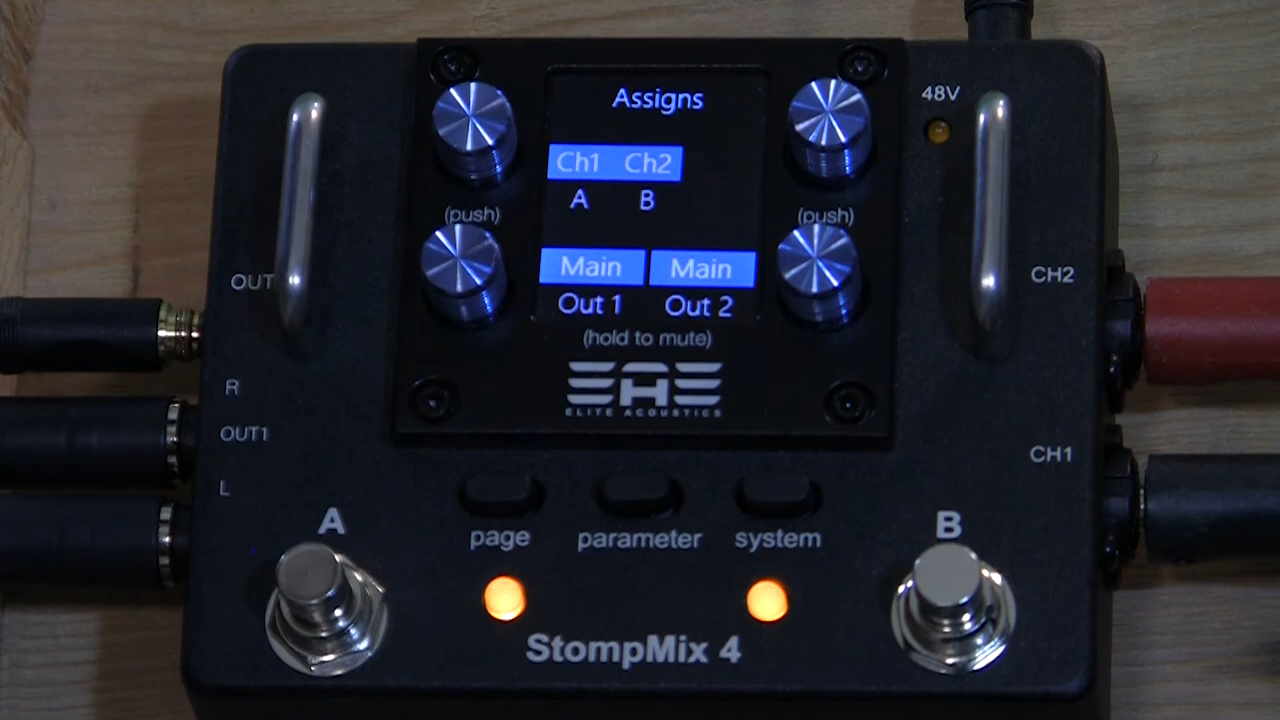 Assigns
48V
Ch1 Ch2
A B
(push) (push)
OUT
CH2
Main Main
Out 1 Out 2
(hold to mute)
EAE
ELITE ACOUSTICS
R
OUT1
CH1
L
A
B
page parameter system
StompMix 4